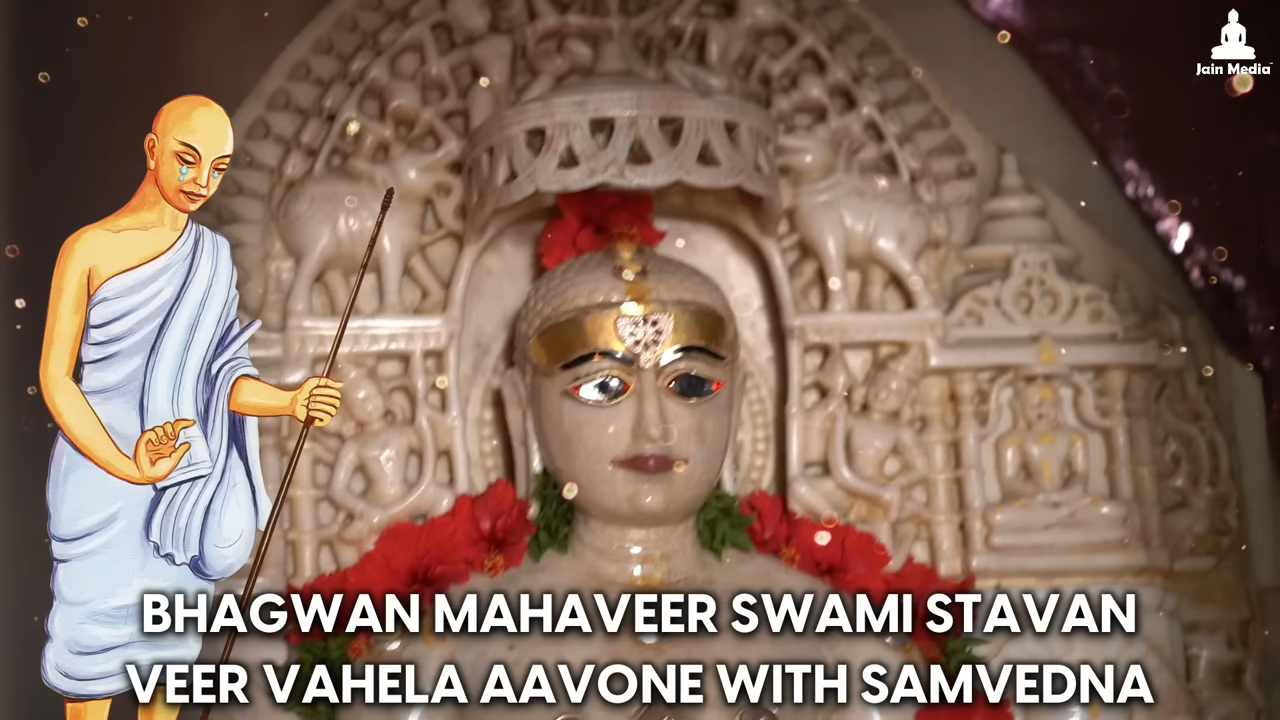 Jain Media
BHAGWAN MAHAVEER SWAMI STAVAN
VEER VAHELA AAVONE WITH SAMVEDNA